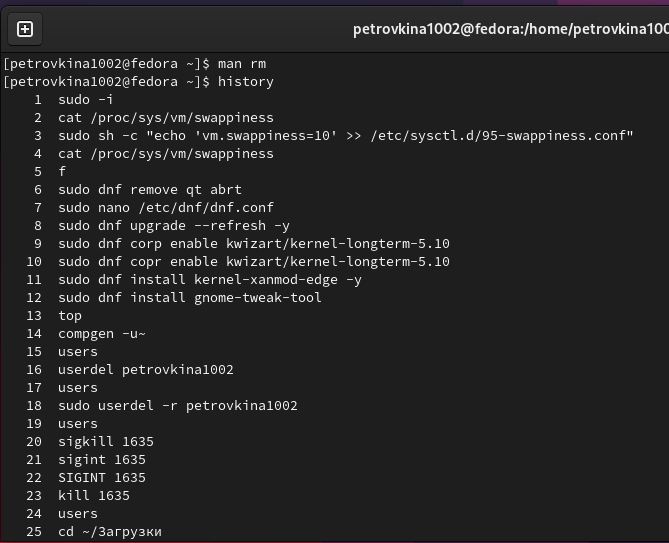 petrovkina1002@fedora:/home/petrovkina100
[petrovkina1002@fedora ~]$ man rm
[petrovkina1002@fedora ~]$ history
1 sudo -i
2 cat /proc/sys/vm/swappiness
3 sudo sh -c "echo 'vm.swappiness=10' >> /etc/sysctl.d/95-swappiness.conf"
4 cat /proc/sys/vm/swappiness
5 f
6 sudo dnf remove qt abrt
7 sudo nano /etc/dnf/dnf.conf
8 sudo dnf upgrade --refresh -y
9 sudo dnf corp enable kwizart/kernel-longterm-5.10
10 sudo dnf copr enable kwizart/kernel-longterm-5.10
11 sudo dnf install kernel-xanmod-edge -y
12 sudo dnf install gnome-tweak-tool
13 top
14 compgen -u~
15 users
16 userdel petrovkina1002
17 users
18 sudo userdel -r petrovkina1002
19 users
20 sigkill 1635
21 sigint 1635
22 SIGINT 1635
23 kill 1635
24 users
25 cd ~/Загрузки